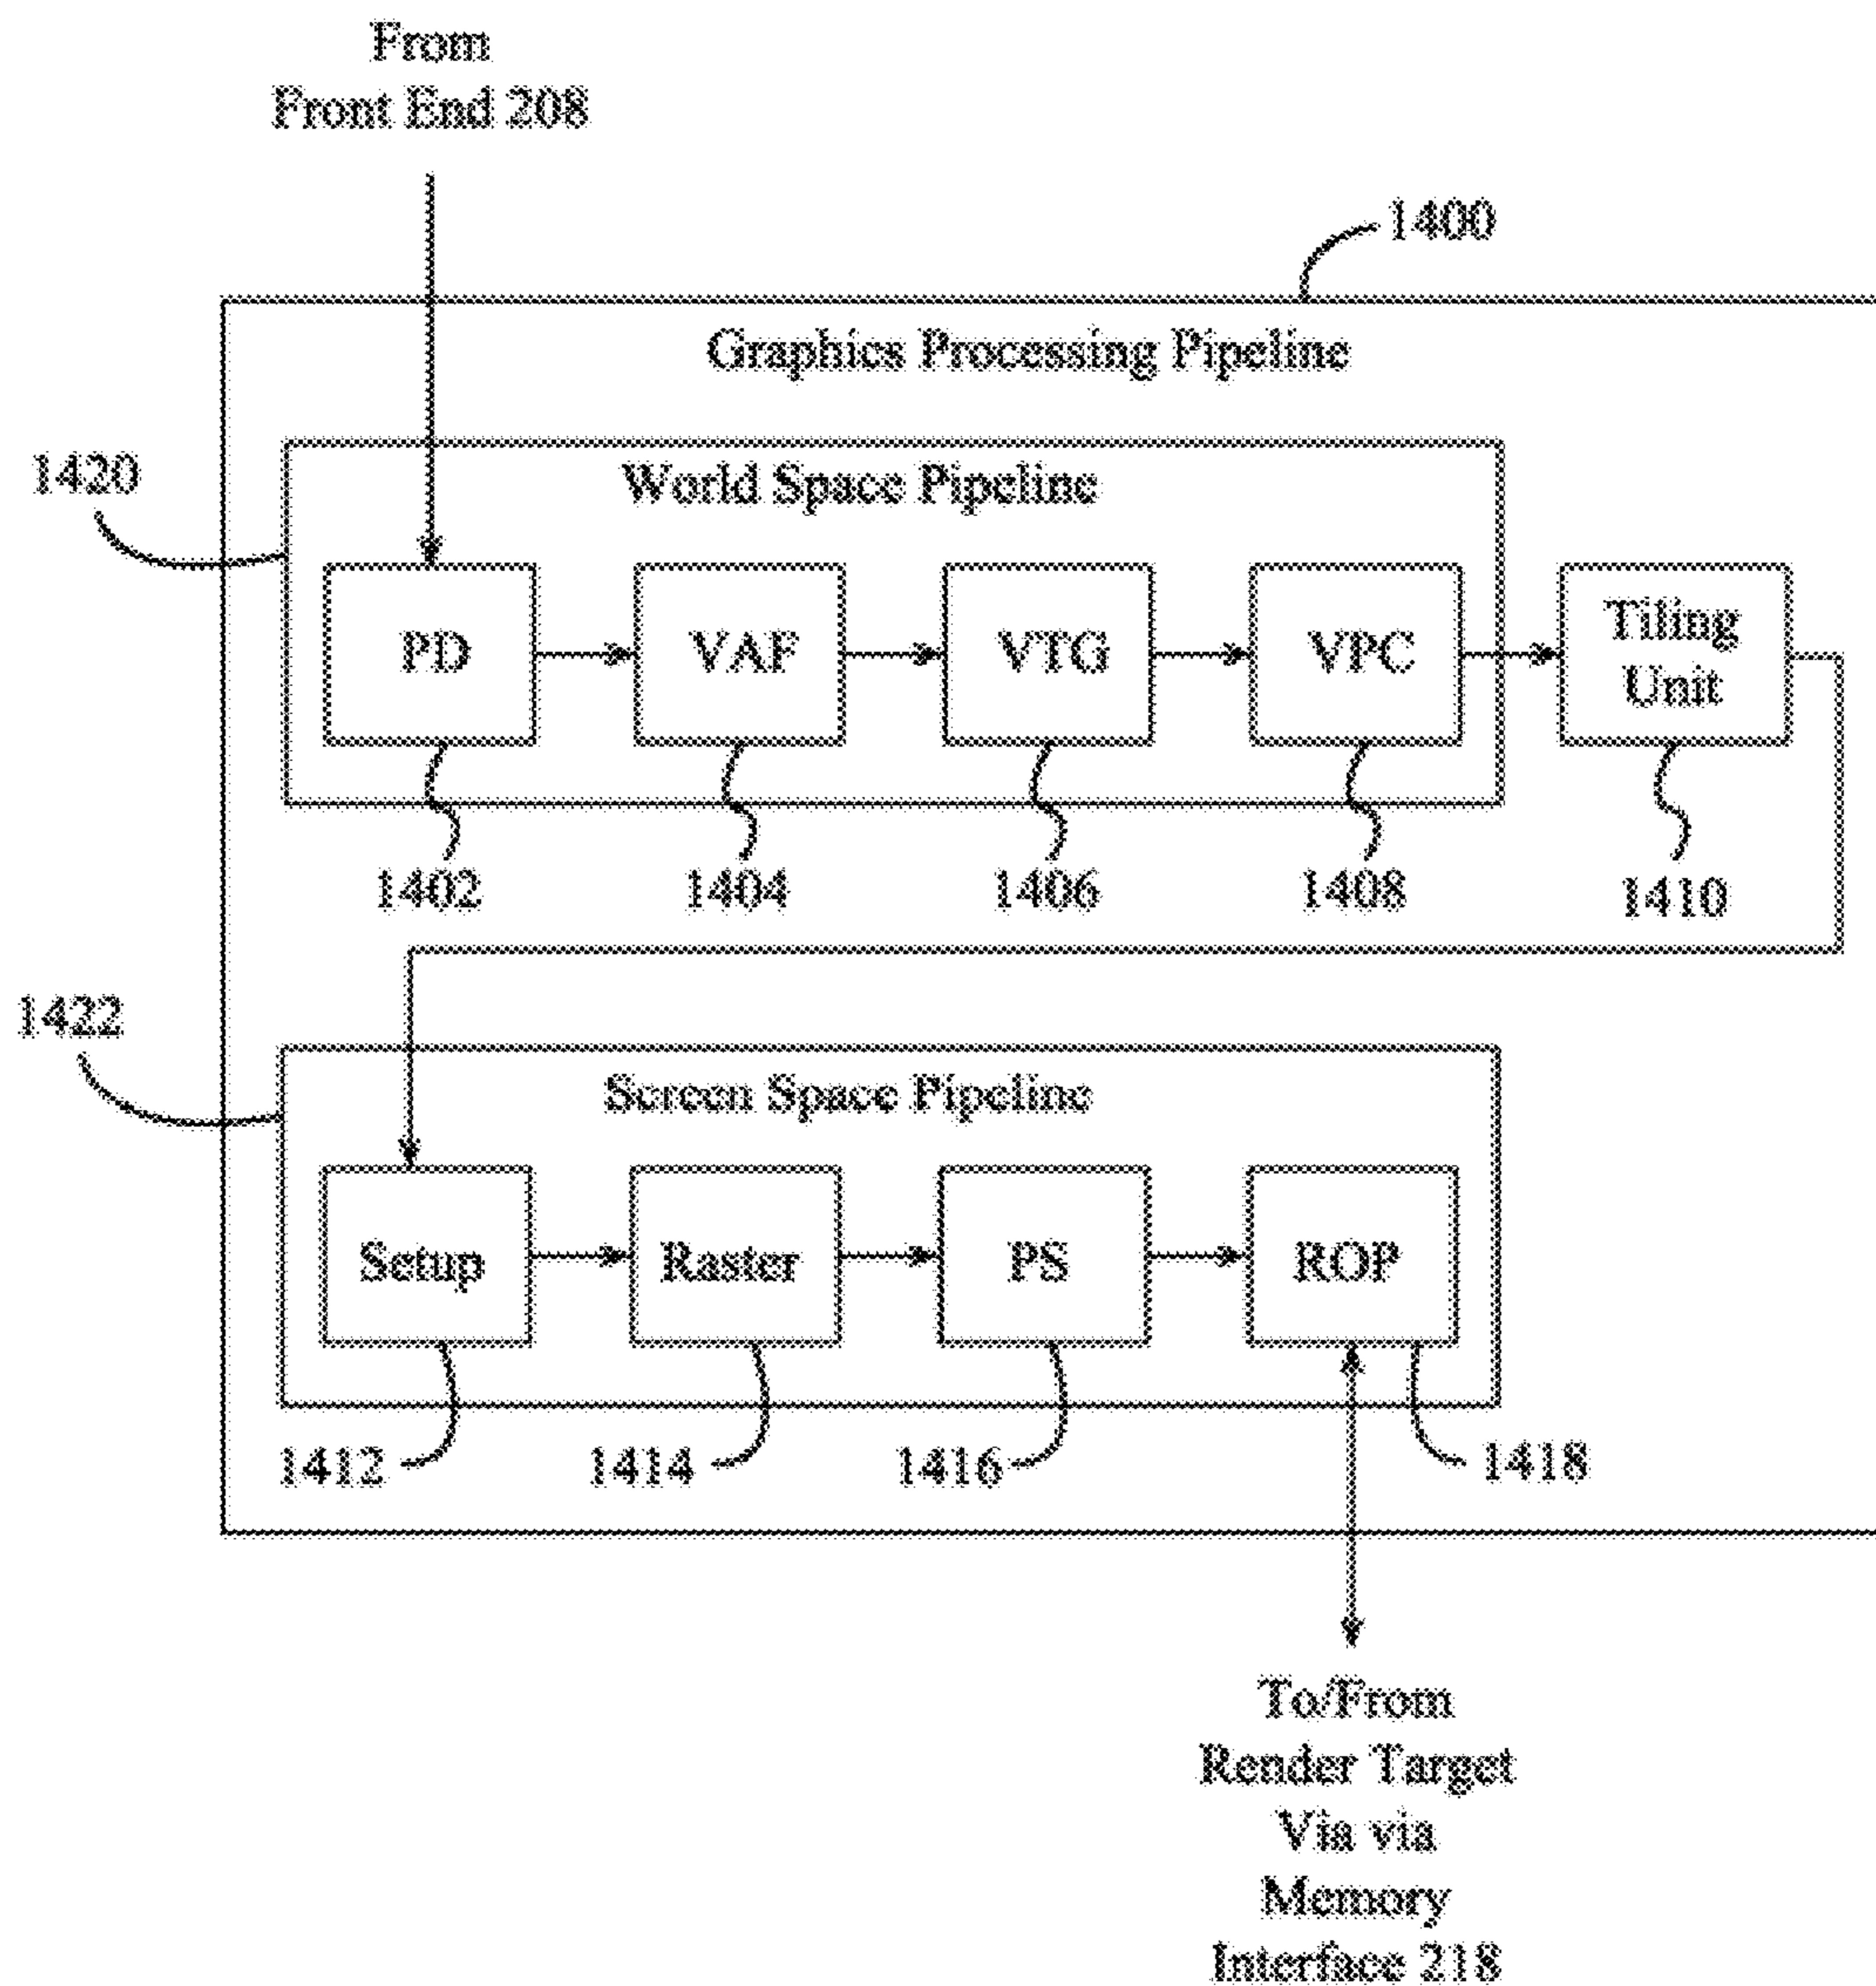 From
Front End 208
1400
Graphics Processing Pipeline
1420
World Space Pipeline
PD
VAF
VTG
VPC
Tiling
Unit
1402
1404
1406
1408
1410
1422
Screen Space Pipeline
Setup
Raster
PS
ROP
1412
1414
1416
1418
To/From
Render Target
Via via
Memory
Interface 218